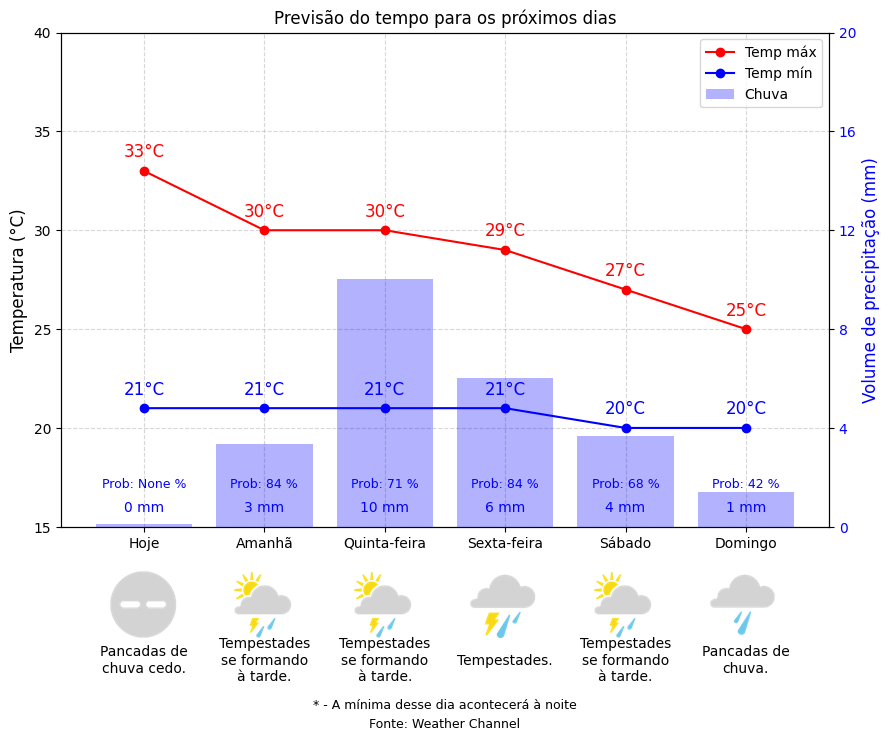 Previsão do tempo para os próximos dias
Temp máx
Temp mín
Chuva
40
35
30
25
20
15
Temperatura (°C)
20
16
12
8
4
0
Volume de precipitação (mm)
33°C
30°C
30°C
29°C
27°C
25°C
21°C
21°C
21°C
21°C
20°C
20°C
Prob: None %
Prob: 84 %
Prob: 71 %
Prob: 84 %
Prob: 68 %
Prob: 42 %
0 mm
3 mm
10 mm
6 mm
4 mm
1 mm
Hoje
Amanhã
Quinta-feira
Sexta-feira
Sábado
Domingo
Pancadas de
chuva cedo.
Tempestades
se formando
à tarde.
Tempestades
se formando
à tarde.
Tempestades.
Tempestades
se formando
à tarde.
Pancadas de
chuva.
* - A mínima desse dia acontecerá à noite
Fonte: Weather Channel